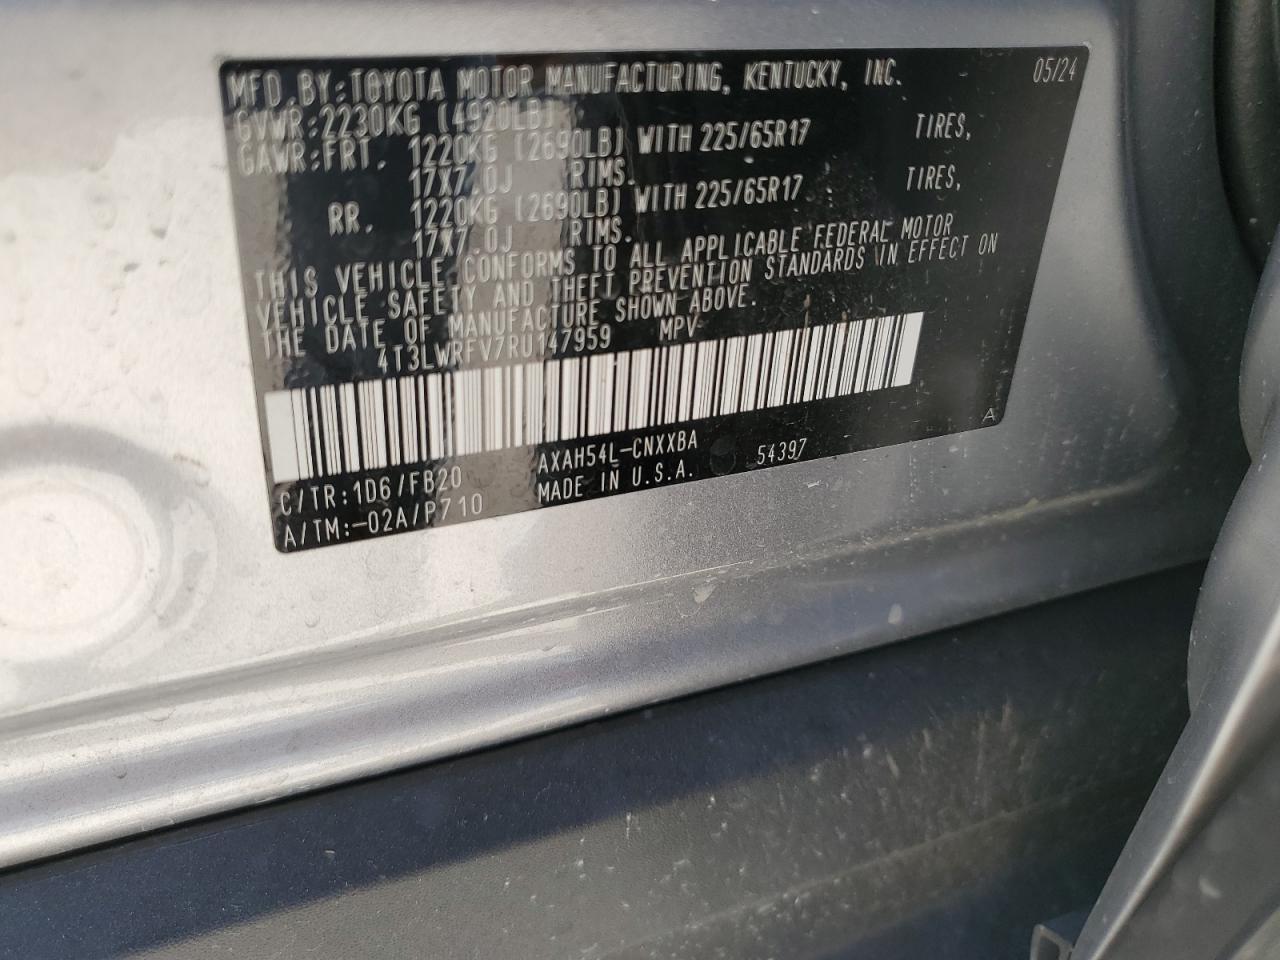 MFD.BY:TOYOTA MOTOR MANUFACTURING, KENTUCKY, INC. 05/24
GVWR:2230KG (4920LB)
GAWR:FRT. 1220KG (2690LB) WITH 225/65R17 TIRES,
17X7.0J RIMS.
RR. 1220KG (2690LB) WITH 225/65R17 TIRES,
17X7.0J RIMS.
THIS VEHICLE CONFORMS TO ALL APPLICABLE FEDERAL MOTOR
VEHICLE SAFETY AND THEFT PREVENTION STANDARDS IN EFFECT ON
THE DATE OF MANUFACTURE SHOWN ABOVE.
4T3LWRFV7RU147959 MPV
A
C/TR:1D6/FB20 AXAH54L-CNXXBA 54397
A/TM:-02A/P710 MADE IN U.S.A.